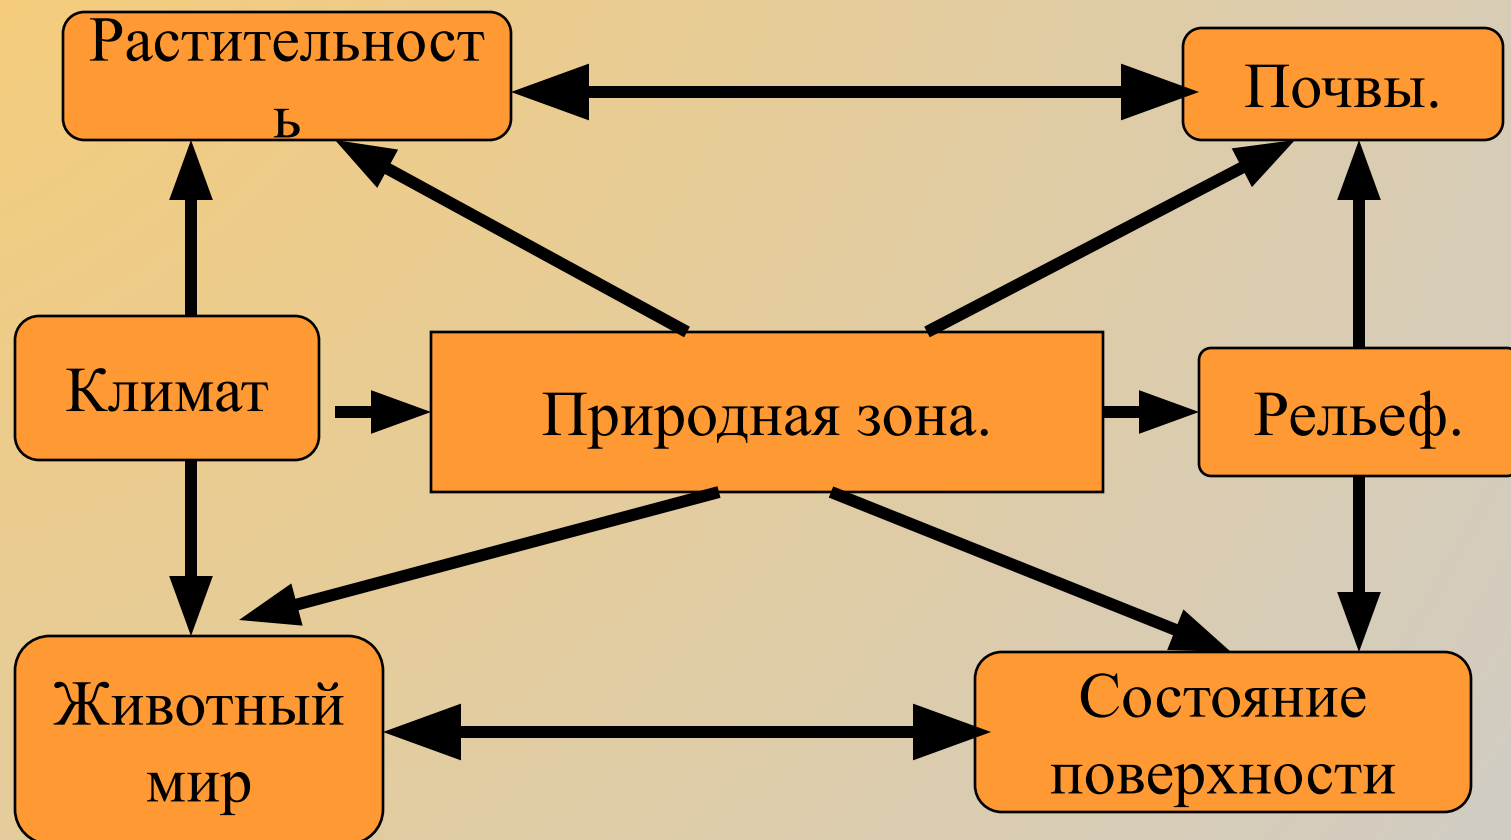 Растительност
ь
Почвы.
Климат
Природная зона.
Рельеф.
Животный
мир
Состояние
поверхности